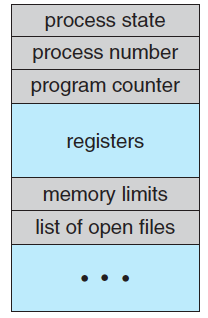 process state
process number
program counter
registers
memory limits
list of open files
• • •